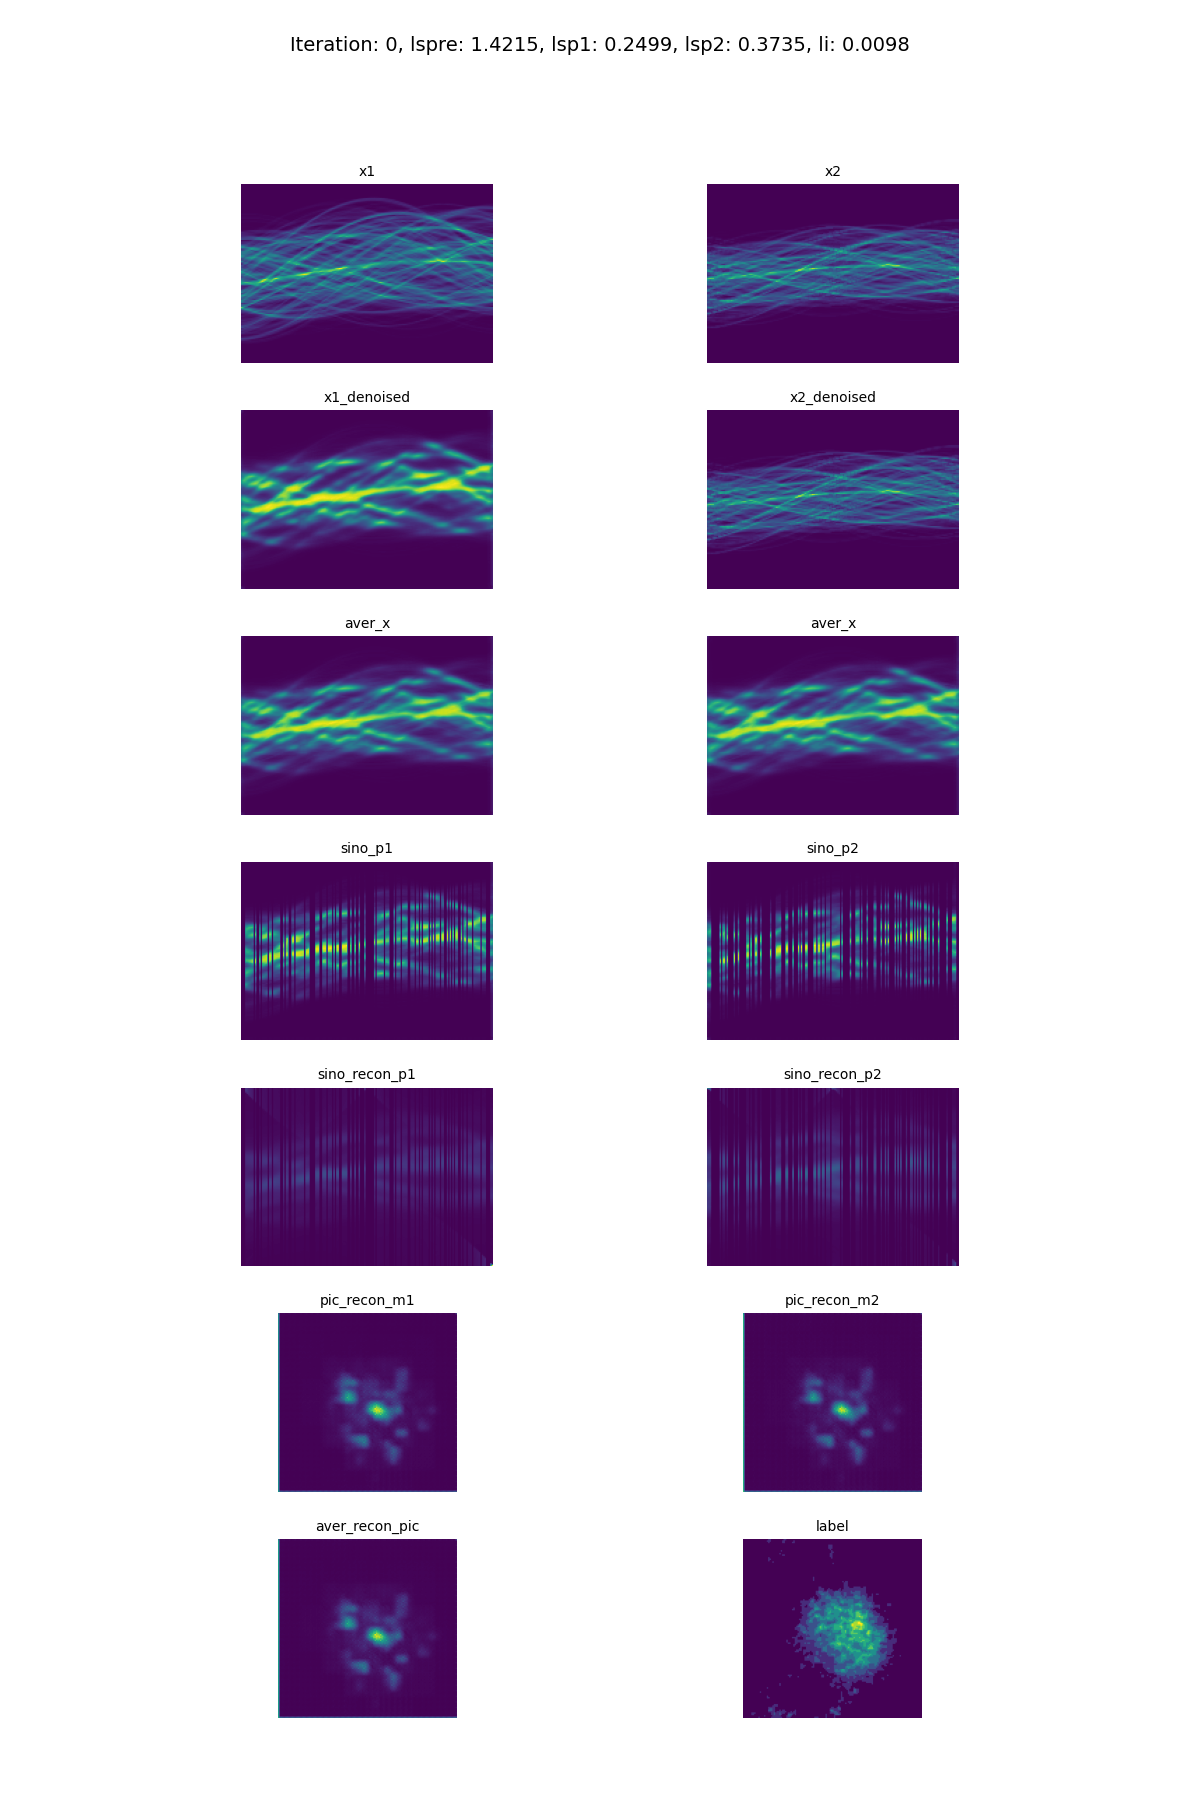 Iteration: 0, lspre: 1.4215, lsp1: 0.2499, lsp2: 0.3735, li: 0.0098
x1
x2
x1_denoised
x2_denoised
aver_x
aver_x
sino_p1
sino_p2
sino_recon_p1
sino_recon_p2
pic_recon_m1
pic_recon_m2
aver_recon_pic
label